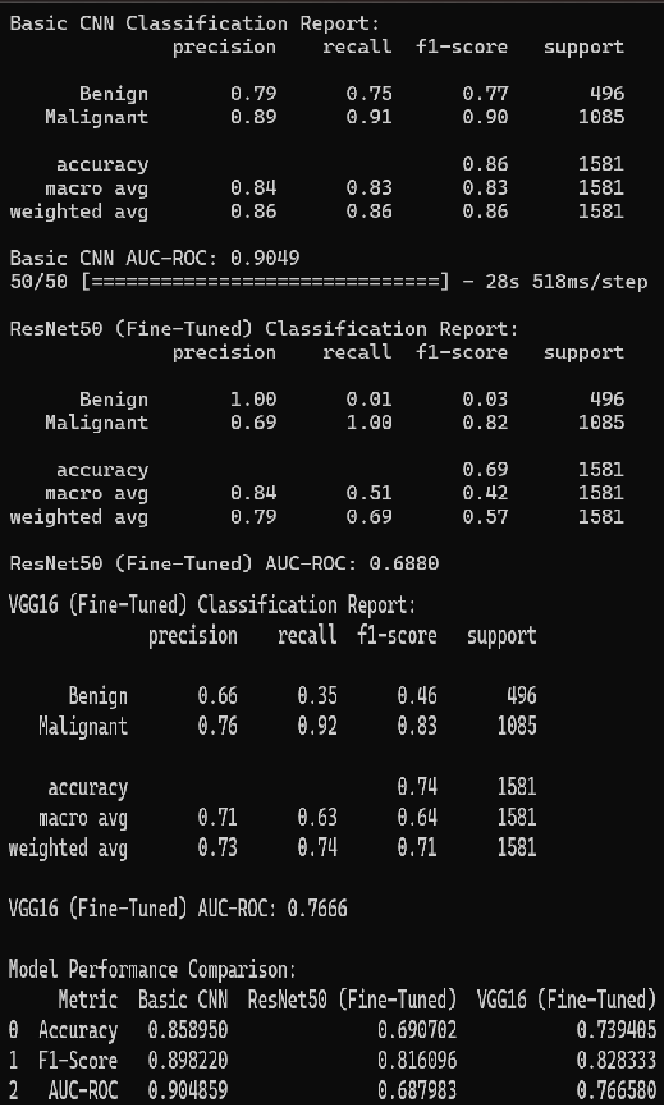 Basic CNN Classification Report:
precision recall f1-score support
Benign 0.79 0.75 0.77 496
Malignant 0.89 0.91 0.90 1085
accuracy 0.86 1581
macro avg 0.84 0.83 0.83 1581
weighted avg 0.86 0.86 0.86 1581
Basic CNN AUC-ROC: 0.9049
50/50 [==============================] - 28s 518ms/step
ResNet50 (Fine-Tuned) Classification Report:
precision recall f1-score support
Benign 1.00 0.01 0.03 496
Malignant 0.69 1.00 0.82 1085
accuracy 0.69 1581
macro avg 0.84 0.51 0.42 1581
weighted avg 0.79 0.69 0.57 1581
ResNet50 (Fine-Tuned) AUC-ROC: 0.6880
VGG16 (Fine-Tuned) Classification Report:
precision recall f1-score support
Benign 0.66 0.35 0.46 496
Malignant 0.76 0.92 0.83 1085
accuracy 0.74 1581
macro avg 0.71 0.63 0.64 1581
weighted avg 0.73 0.74 0.71 1581
VGG16 (Fine-Tuned) AUC-ROC: 0.7666
Model Performance Comparison:
Metric Basic CNN ResNet50 (Fine-Tuned) VGG16 (Fine-Tuned)
0 Accuracy 0.858950 0.690702 0.739405
1 F1-Score 0.898220 0.816096 0.828333
2 AUC-ROC 0.904859 0.687983 0.766580